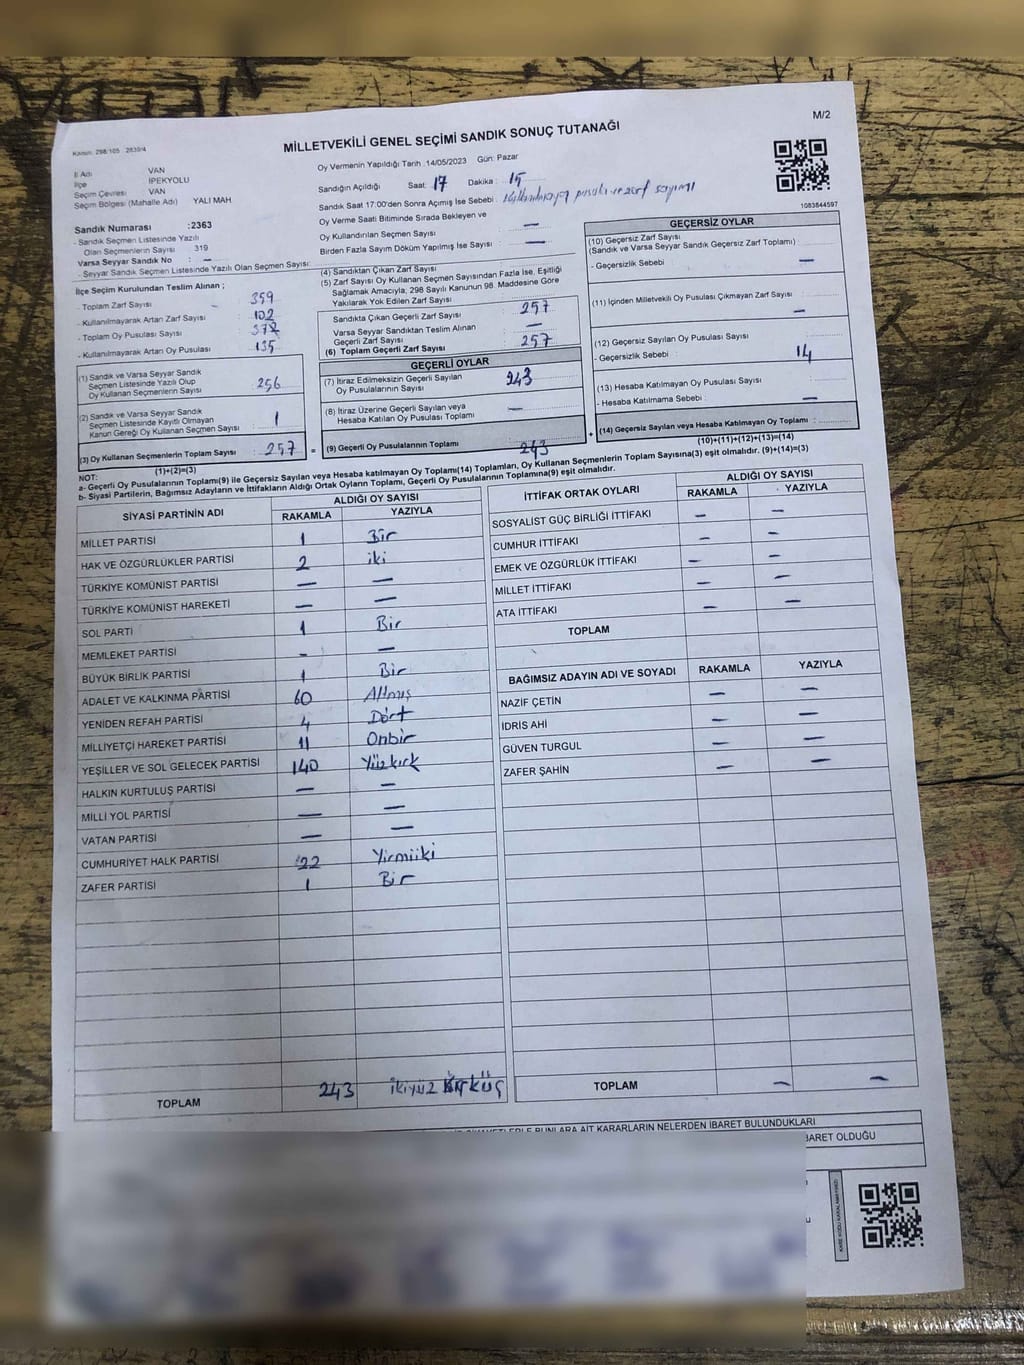 M/2
MİLLETVEKİLİ GENEL SEÇİMİ SANDIK SONUÇ TUTANAĞI
Kanun: 298/105 2839/4
İl Adı VAN
İlçe İPEKYOLU
Seçim Çevresi VAN
Seçim Bölgesi (Mahalle Adı) YALI MAH
Sandık Numarası :2363
- Sandık Seçmen Listesinde Yazılı
Olan Seçmenlerin Sayısı : 319
Varsa Seyyar Sandık No : —
- Seyyar Sandık Seçmen Listesinde Yazılı Olan Seçmen Sayısı:
Oy Vermenin Yapıldığı Tarih : 14/05/2023 Gün: Pazar
Sandığın Açıldığı Saat: 17 Dakika : 15
Sandık Saat 17:00'den Sonra Açımış İse Sebebi : Kullanılmayan pusula ve zarf sayımı
Oy Verme Saati Bitiminde Sırada Bekleyen ve
Oy Kullandırılan Seçmen Sayısı : —
Birden Fazla Sayım Döküm Yapılmış İse Sayısı : —
1083844597
İlçe Seçim Kurulundan Teslim Alınan ;
- Toplam Zarf Sayısı : 359
- Kullanılmayarak Artan Zarf Sayısı : 102
- Toplam Oy Pusulası Sayısı : 372
- Kullanılmayarak Artan Oy Pusulası : 135
(1) Sandık ve Varsa Seyyar Sandık
Seçmen Listesinde Yazılı Olup
Oy Kullanan Seçmenlerin Sayısı : 256
(2) Sandık ve Varsa Seyyar Sandık
Seçmen Listesinde Kayıtlı Olmayan
Kanun Gereği Oy Kullanan Seçmen Sayısı : 1
(3) Oy Kullanan Seçmenlerin Toplam Sayısı : 257
(1)+(2)=(3)
(4) Sandıktan Çıkan Zarf Sayısı
(5) Zarf Sayısı Oy Kullanan Seçmen Sayısından Fazla İse, Eşitliği
Sağlamak Amacıyla, 298 Sayılı Kanunun 98. Maddesine Göre
Yakılarak Yok Edilen Zarf Sayısı :
Sandıkta Çıkan Geçerli Zarf Sayısı : 257
Varsa Seyyar Sandıktan Teslim Alınan
Geçerli Zarf Sayısı : —
(6) Toplam Geçerli Zarf Sayısı : 257
GEÇERLİ OYLAR
(7) İtiraz Edilmeksizin Geçerli Sayılan
Oy Pusulalarının Sayısı : 243
(8) İtiraz Üzerine Geçerli Sayılan veya
Hesaba Katılan Oy Pusulası Toplamı : —
= (9) Geçerli Oy Pusulalarının Toplamı : 243 +
GEÇERSİZ OYLAR
(10) Geçersiz Zarf Sayısı
(Sandık ve Varsa Seyyar Sandık Geçersiz Zarf Toplamı) :
- Geçersizlik Sebebi : —
(11) İçinden Milletvekili Oy Pusulası Çıkmayan Zarf Sayısı : —
(12) Geçersiz Sayılan Oy Pusulası Sayısı :
- Geçersizlik Sebebi : 14
(13) Hesaba Katılmayan Oy Pusulası Sayısı :
- Hesaba Katılmama Sebebi : —
(14) Geçersiz Sayılan veya Hesaba Katılmayan Oy Toplamı :
(10)+(11)+(12)+(13)=(14)
NOT:
a- Geçerli Oy Pusulalarının Toplamı(9) ile Geçersiz Sayılan veya Hesaba katılmayan Oy Toplamı(14) Toplamları, Oy Kullanan Seçmenlerin Toplam Sayısına(3) eşit olmalıdır. (9)+(14)=(3)
b- Siyasi Partilerin, Bağımsız Adayların ve İttifakların Aldığı Ortak Oyların Toplamı, Geçerli Oy Pusulalarının Toplamına(9) eşit olmalıdır.
SİYASİ PARTİNİN ADI ALDIĞI OY SAYISI
RAKAMLA YAZIYLA
MİLLET PARTİSİ 1 Bir
HAK VE ÖZGÜRLÜKLER PARTİSİ 2 iki
TÜRKİYE KOMÜNİST PARTİSİ — —
TÜRKİYE KOMÜNİST HAREKETİ — —
SOL PARTİ 1 Bir
MEMLEKET PARTİSİ - —
BÜYÜK BİRLİK PARTİSİ 1 Bir
ADALET VE KALKINMA PARTİSİ 60 Altmış
YENİDEN REFAH PARTİSİ 4 Dört
MİLLİYETÇİ HAREKET PARTİSİ 11 Onbir
YEŞİLLER VE SOL GELECEK PARTİSİ 140 Yüzkırk
HALKIN KURTULUŞ PARTİSİ — —
MİLLİ YOL PARTİSİ — —
VATAN PARTİSİ — —
CUMHURİYET HALK PARTİSİ 22 Yirmiiki
ZAFER PARTİSİ 1 Bir
TOPLAM 243 ikiyüz kırküç
İTTİFAK ORTAK OYLARI ALDIĞI OY SAYISI
RAKAMLA YAZIYLA
SOSYALİST GÜÇ BİRLİĞİ İTTİFAKI — —
CUMHUR İTTİFAKI — —
EMEK VE ÖZGÜRLÜK İTTİFAKI — —
MİLLET İTTİFAKI — —
ATA İTTİFAKI — —
TOPLAM
BAĞIMSIZ ADAYIN ADI VE SOYADI RAKAMLA YAZIYLA
NAZİF ÇETİN — —
İDRİS AHİ — —
GÜVEN TURGUL — —
ZAFER ŞAHİN — —
TOPLAM — —
BUNLARA AİT KARARLARIN NELERDEN İBARET BULUNDUKLARI
BARET OLDUĞU